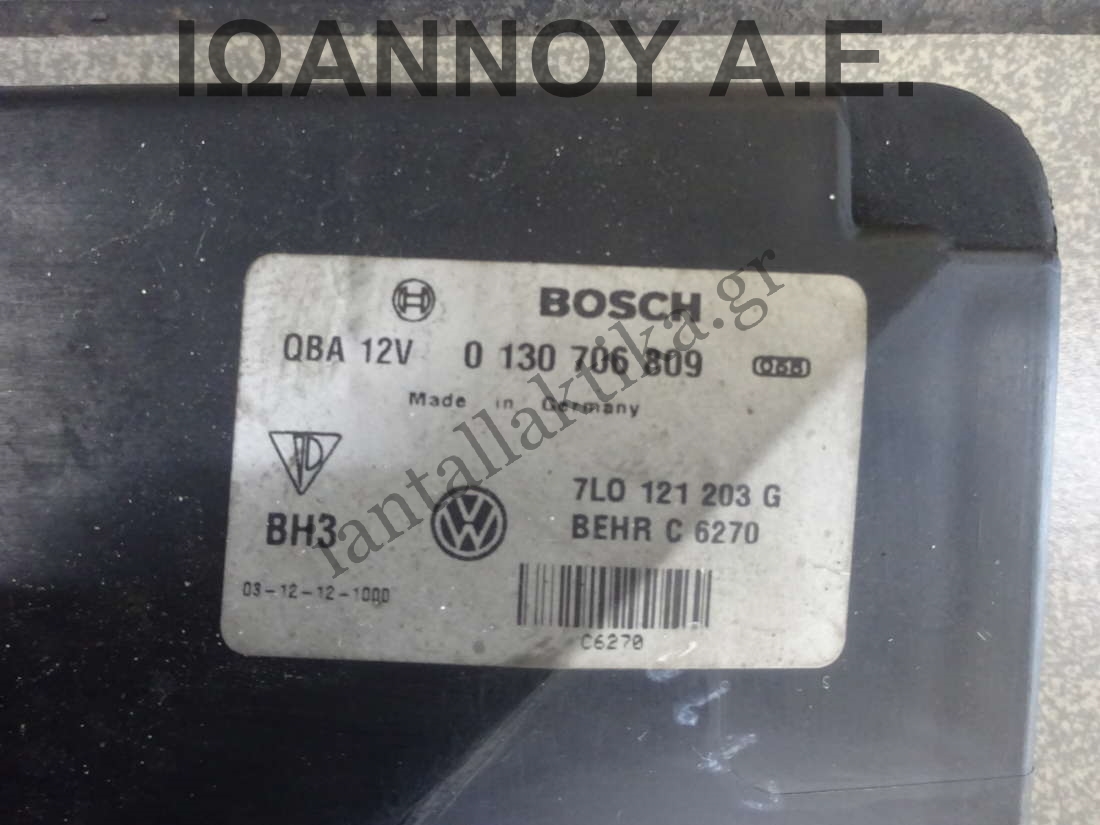 ΙΩΑΝΝΟΥ Α.Ε.
BOSCH
QBA 12V 0 130 706 809 068
Made in Germany
7L0 121 203 G
BH3 BEHR C 6270
03-12-12-1000
C6270
iantallaktika.gr